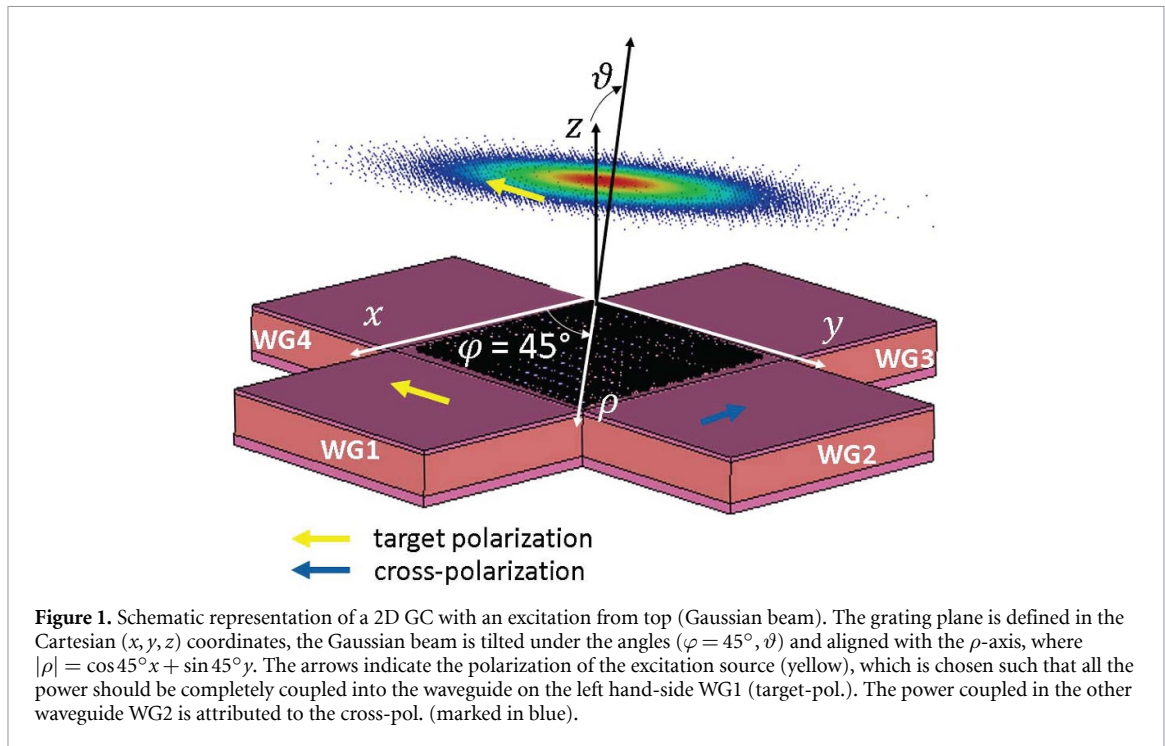 ϑ
z
x
y
WG4
φ = 45°
WG3
ρ
WG1
WG2
target polarization
cross-polarization
Figure 1. Schematic representation of a 2D GC with an excitation from top (Gaussian beam). The grating plane is defined in the
Cartesian (x, y, z) coordinates, the Gaussian beam is tilted under the angles (φ = 45°, ϑ) and aligned with the ρ-axis, where
|ρ| = cos 45°x + sin 45°y. The arrows indicate the polarization of the excitation source (yellow), which is chosen such that all the
power should be completely coupled into the waveguide on the left hand-side WG1 (target-pol.). The power coupled in the other
waveguide WG2 is attributed to the cross-pol. (marked in blue).